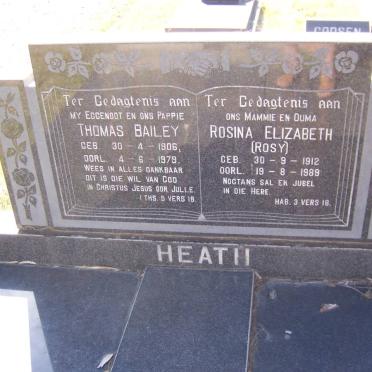 GOOSEN
Ter Gedagtenis aan
MY EGGENOOT EN ONS PAPPIE
THOMAS BAILEY
GEB. 30 - 4 - 1906,
OORL. 4 - 6 - 1979.
WEES IN ALLES DANKBAAR
DIT IS DIE WIL VAN GOD
IN CHRISTUS JESUS OOR JULLE.
I THS. 5 VERS 18.
Ter Gedagtenis aan
ONS MAMMIE EN OUMA
ROSINA ELIZABETH
(ROSY)
GEB. 30 - 9 - 1912
OORL. 19 - 8 - 1989
NOGTANS SAL EK JUBEL
IN DIE HERE.
HAB. 3 VERS 18.
HEATH